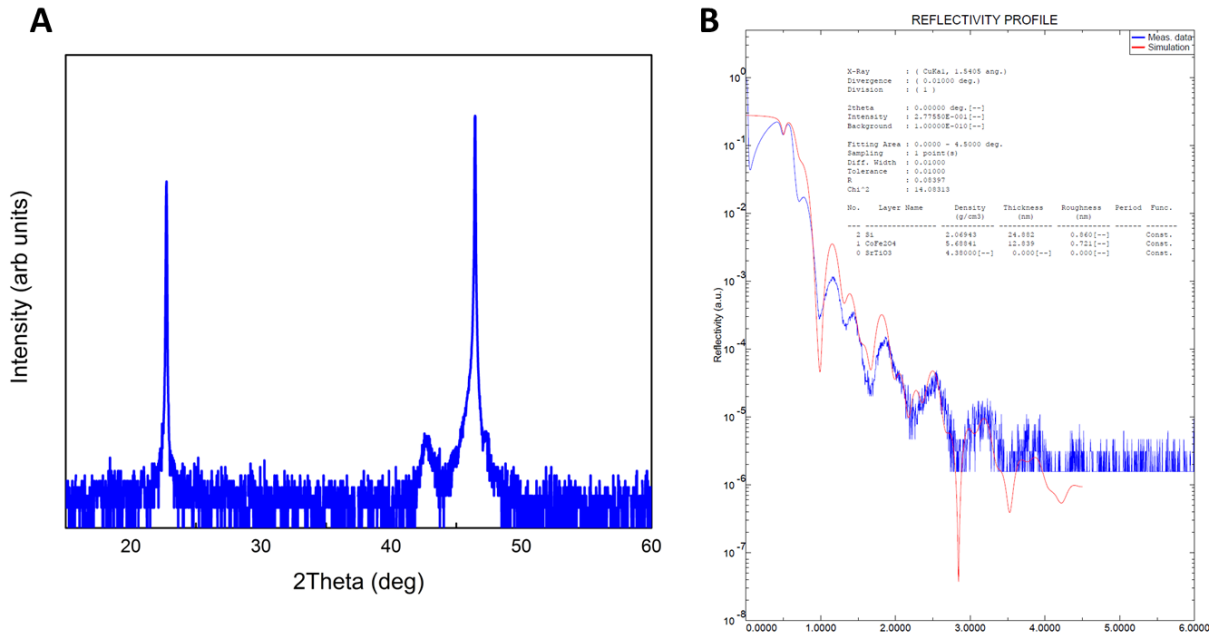 A
Intensity (arb units)
20 30 40 50 60
2Theta (deg)
B
REFLECTIVITY PROFILE
Meas. data
Simulation
X-Ray : ( CuKa1, 1.5405 ang.)
Divergence : ( 0.01000 deg.)
Division : ( 1 )
2theta : 0.00000 deg.[--]
Intensity : 2.77550E-001[--]
Background : 1.00000E-010[--]
Fitting Area : 0.0000 - 4.5000 deg.
Sampling : 1 point(s)
Diff. Width : 0.01000
Tolerance : 0.01000
R : 0.08397
Chi^2 : 14.08313
No. Layer Name Density Thickness Roughness Period Func.
(g/cm3) (nm) (nm)
--- ---------------- ------------- ------------ ------------- ------ -------
2 Si 2.06943 24.882 0.860[--] Const.
1 CoFe2O4 5.68841 12.839 0.721[--] Const.
0 SrTiO3 4.38000[--] 0.000[--] 0.000[--] Const.
Reflectivity (a.u.)
10^0
10^-1
10^-2
10^-3
10^-4
10^-5
10^-6
10^-7
10^-8
0.0000 1.0000 2.0000 3.0000 4.0000 5.0000 6.0000